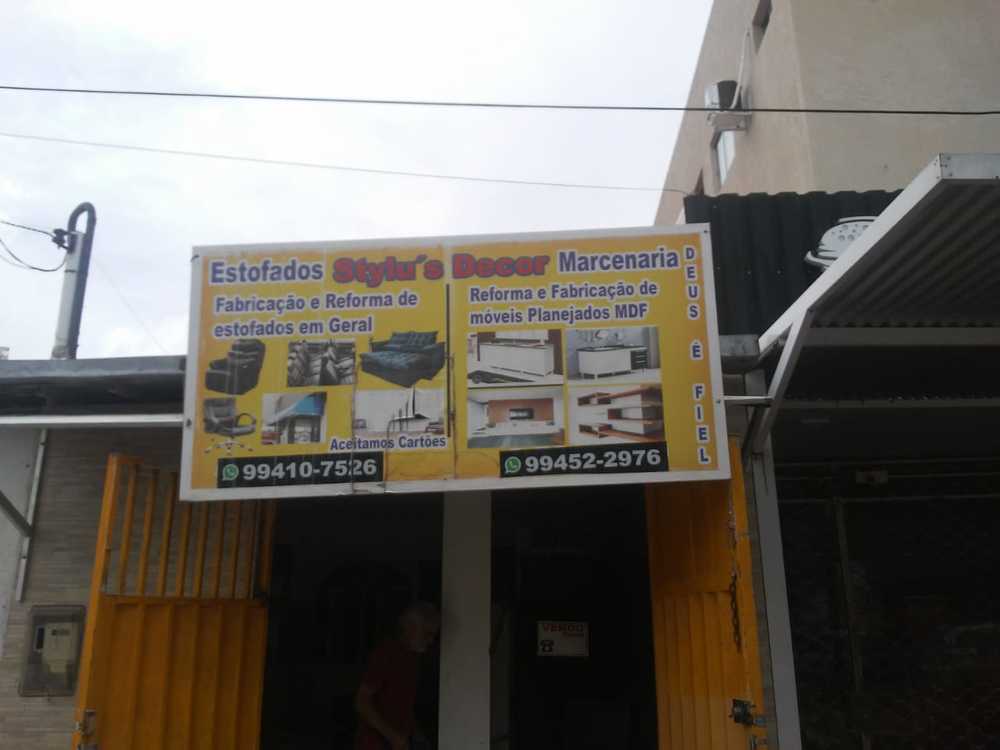 Estofados Stylu's Decor Marcenaria
Fabricação e Reforma de
estofados em Geral
Reforma e Fabricação de
móveis Planejados MDF
DEUS É FIEL
Aceitamos Cartões
99410-7526
99452-2976
VENDO